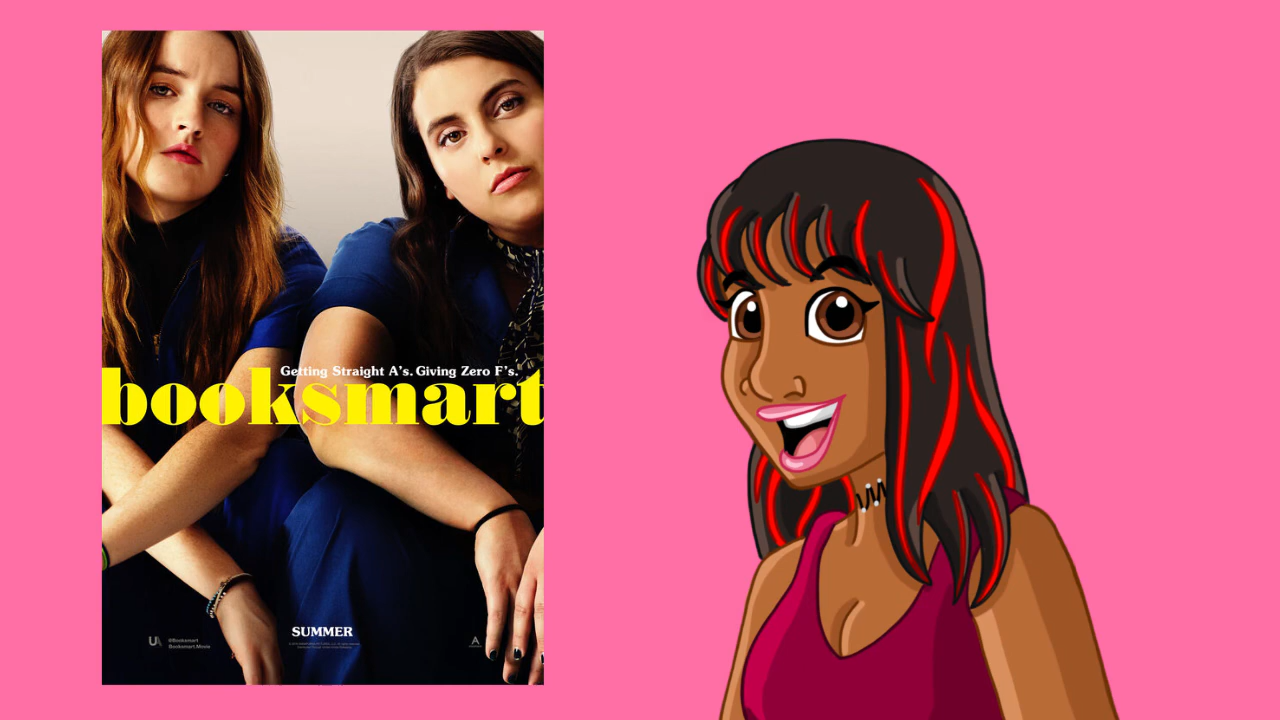 Getting Straight A's. Giving Zero F's.
booksmart
SUMMER
@Booksmart
Booksmart.Movie